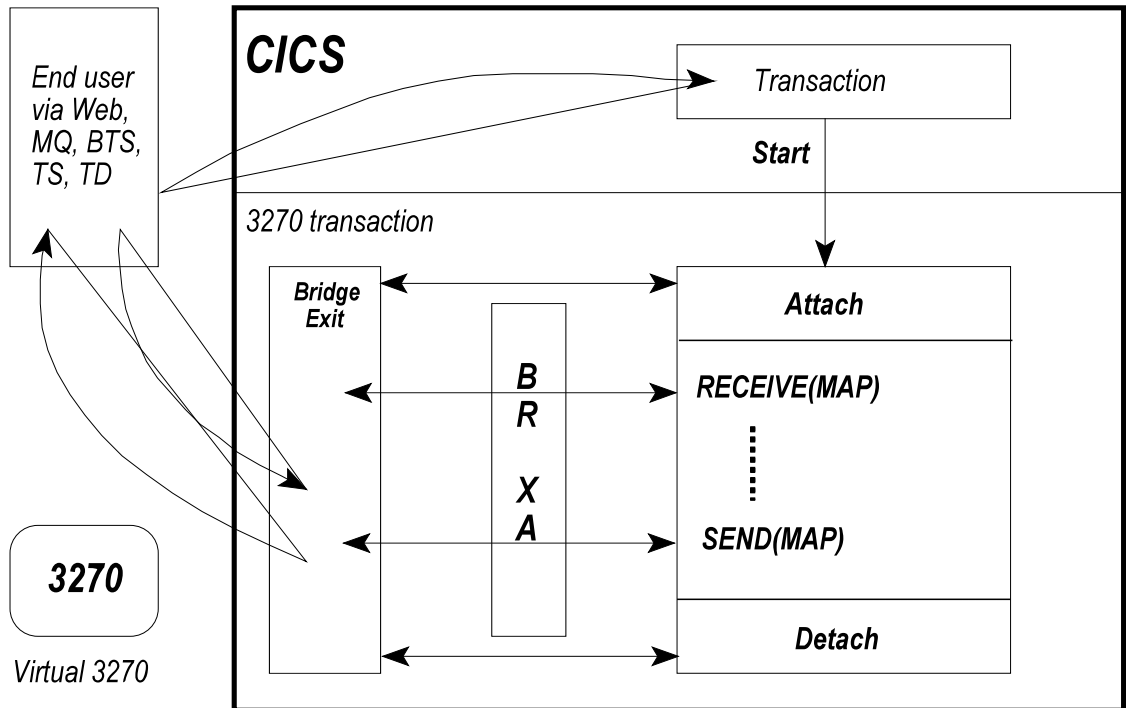 CICS
End user
via Web,
MQ, BTS,
TS, TD
Transaction
Start
3270 transaction
Bridge
Exit
Attach
B
R
X
A
RECEIVE(MAP)
SEND(MAP)
3270
Virtual 3270
Detach